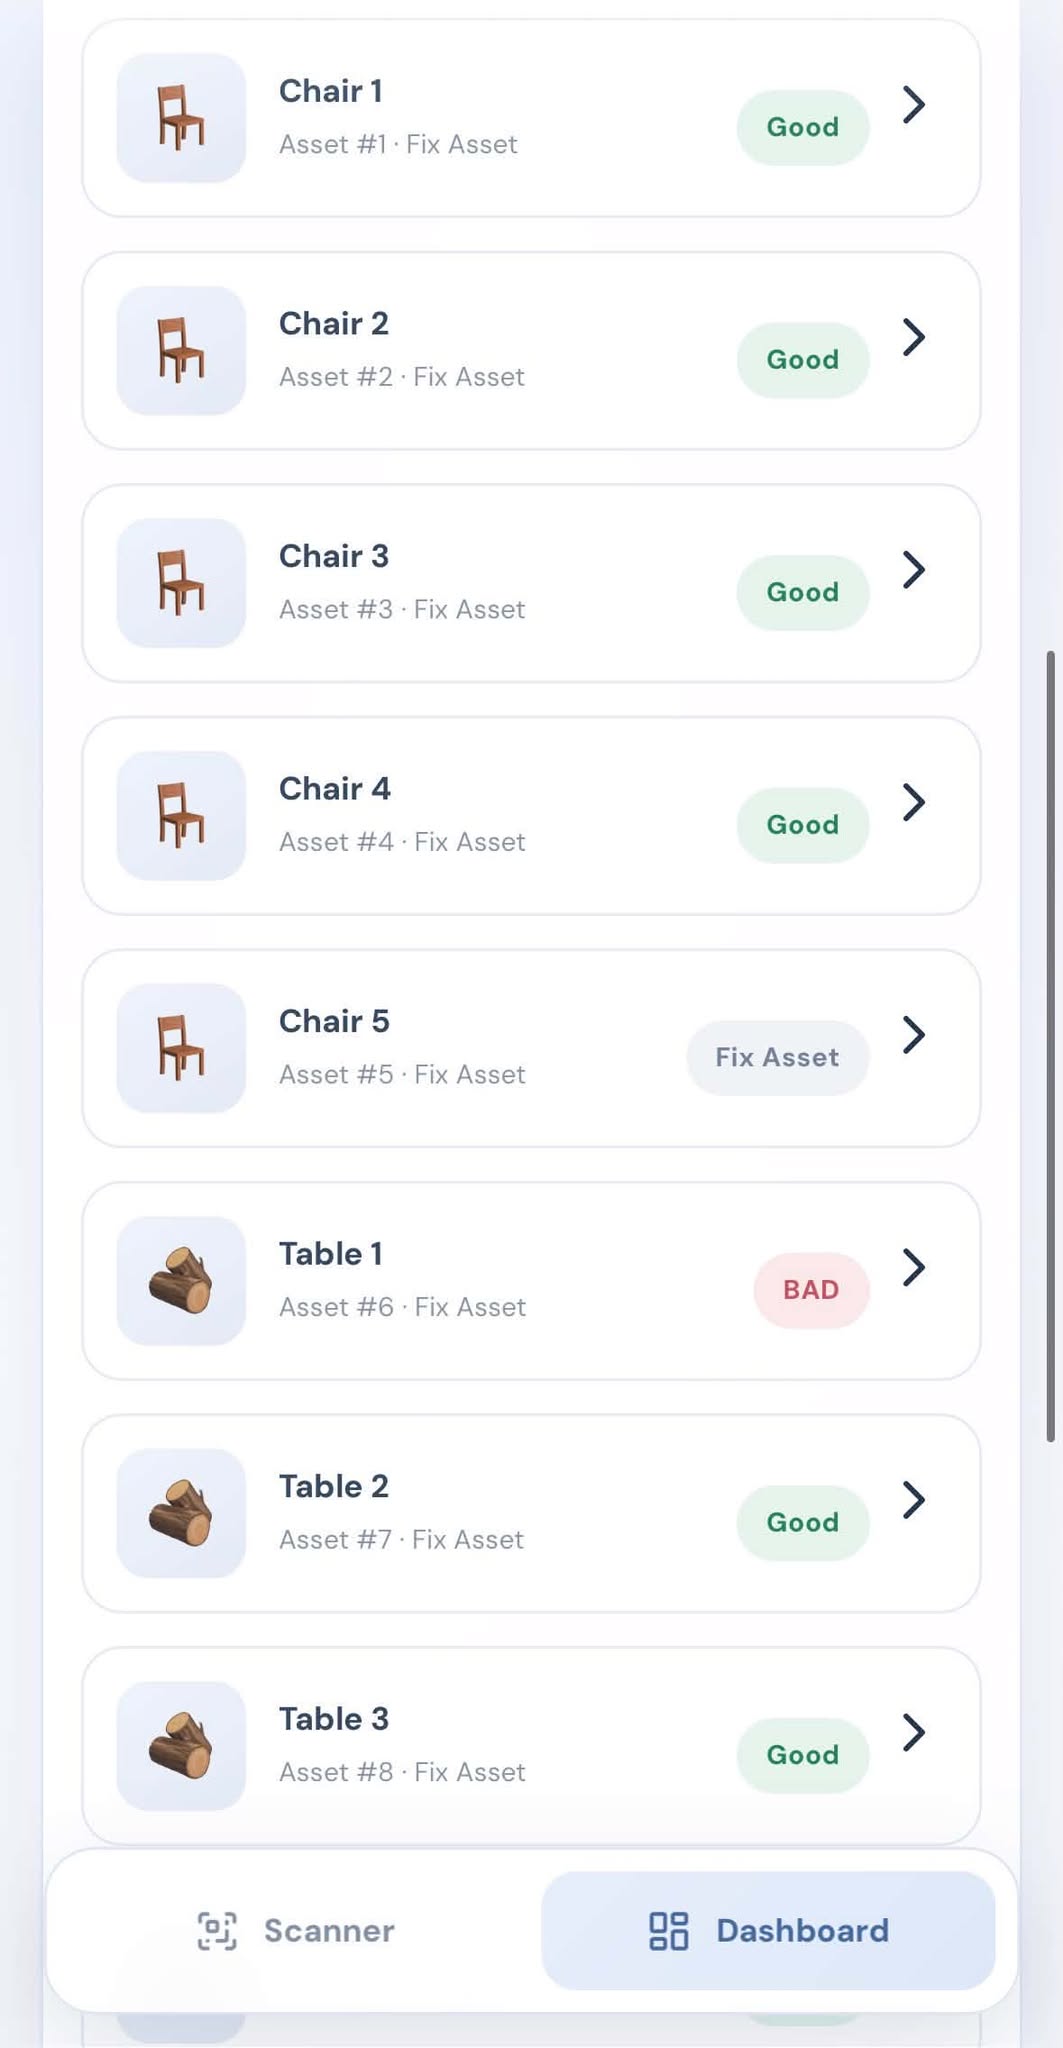 Chair 1
Asset #1 · Fix Asset
Good
Chair 2
Asset #2 · Fix Asset
Good
Chair 3
Asset #3 · Fix Asset
Good
Chair 4
Asset #4 · Fix Asset
Good
Chair 5
Asset #5 · Fix Asset
Fix Asset
Table 1
Asset #6 · Fix Asset
BAD
Table 2
Asset #7 · Fix Asset
Good
Table 3
Asset #8 · Fix Asset
Good
Scanner
Dashboard